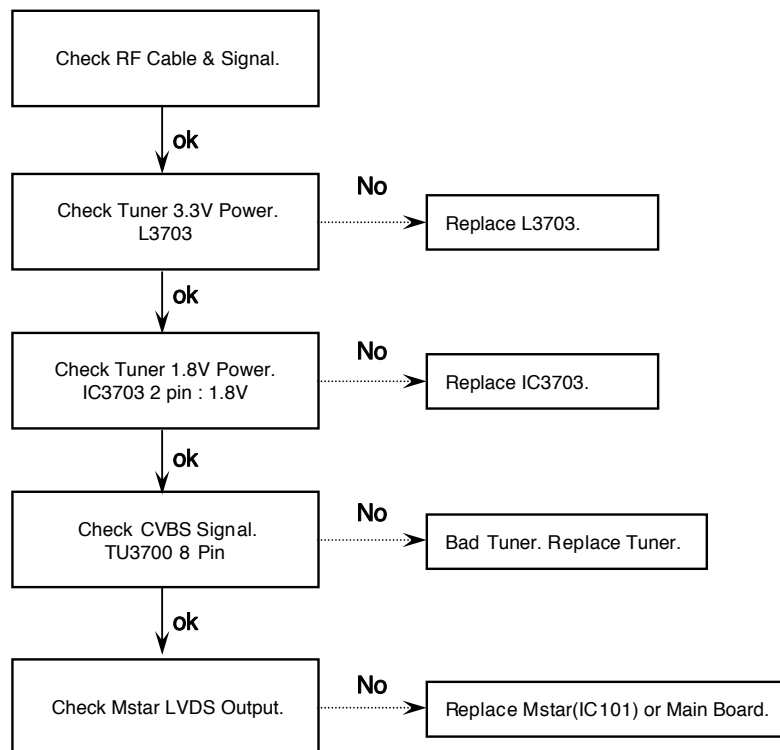 Check RF Cable & Signal.
ok
Check Tuner 3.3V Power.
L3703
No
Replace L3703.
ok
Check Tuner 1.8V Power.
IC3703 2 pin : 1.8V
No
Replace IC3703.
ok
Check CVBS Signal.
TU3700 8 Pin
No
Bad Tuner. Replace Tuner.
ok
Check Mstar LVDS Output.
No
Replace Mstar(IC101) or Main Board.